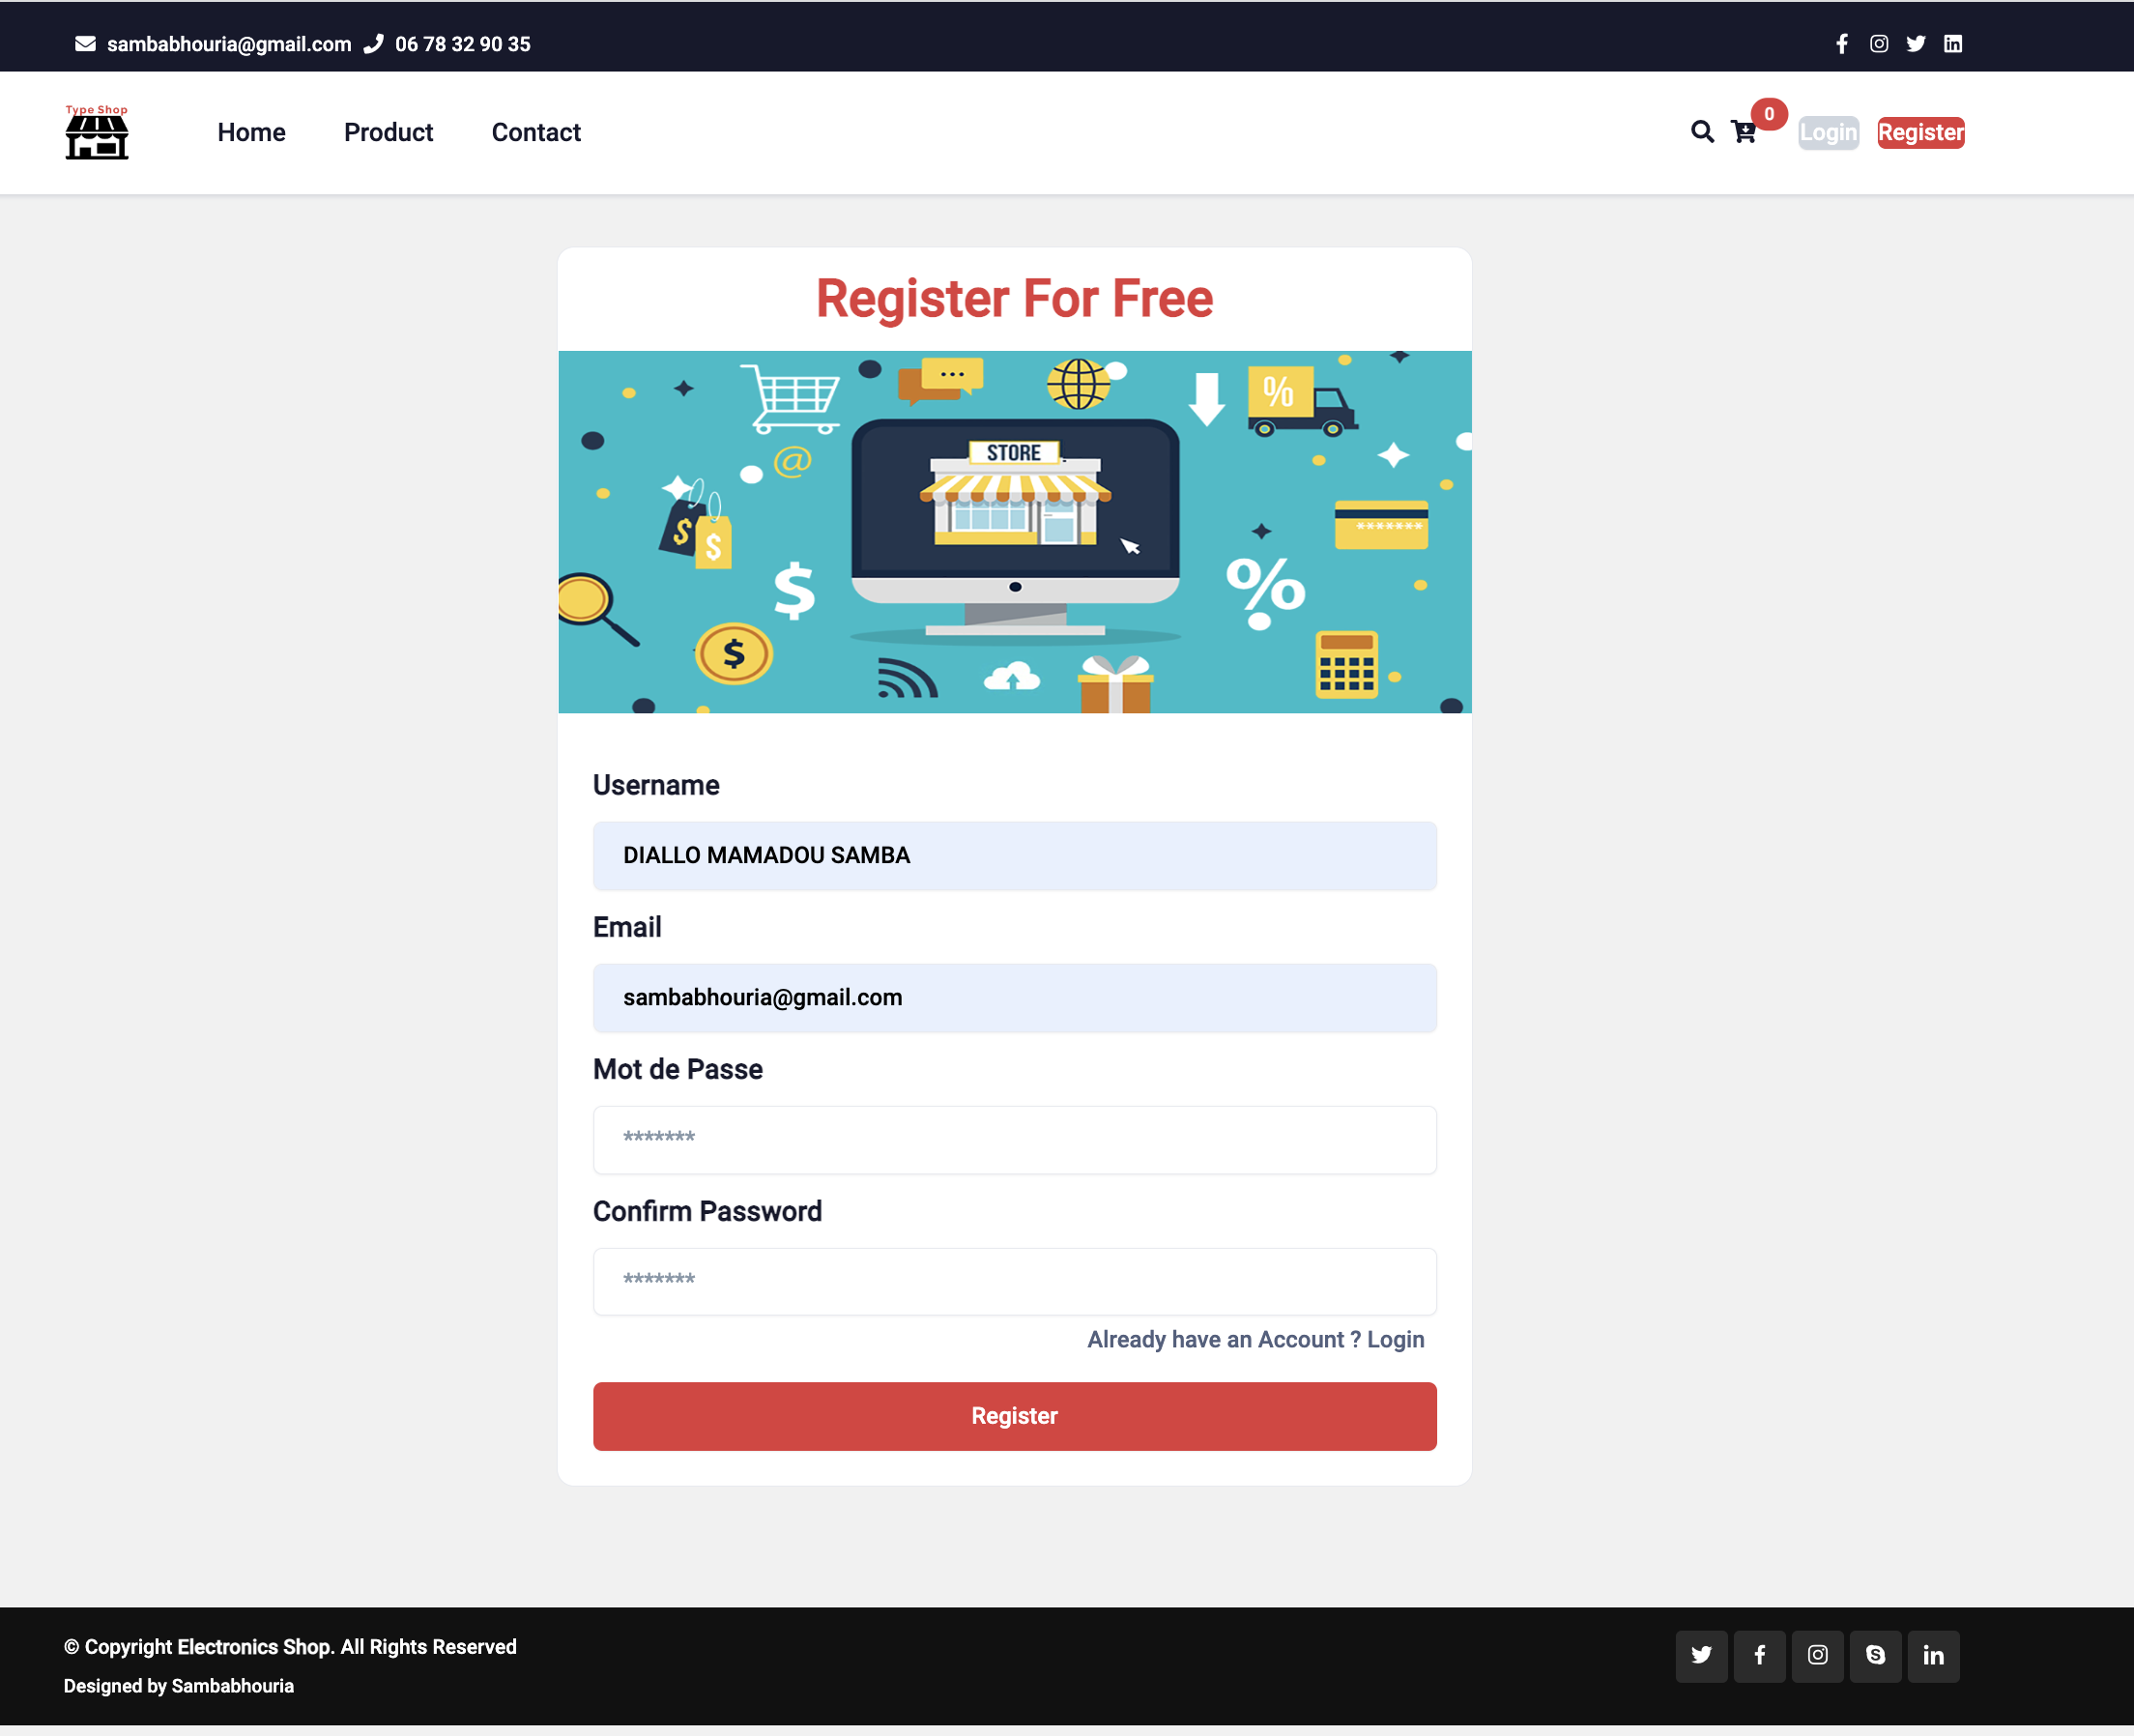 sambabhouria@gmail.com 06 78 32 90 35
Type Shop
Home Product Contact
0
Login Register
Register For Free
%
...
@
STORE
$
$
*******
$
%
$
Username
DIALLO MAMADOU SAMBA
Email
sambabhouria@gmail.com
Mot de Passe
*******
Confirm Password
*******
Already have an Account ? Login
Register
© Copyright Electronics Shop. All Rights Reserved
Designed by Sambabhouria